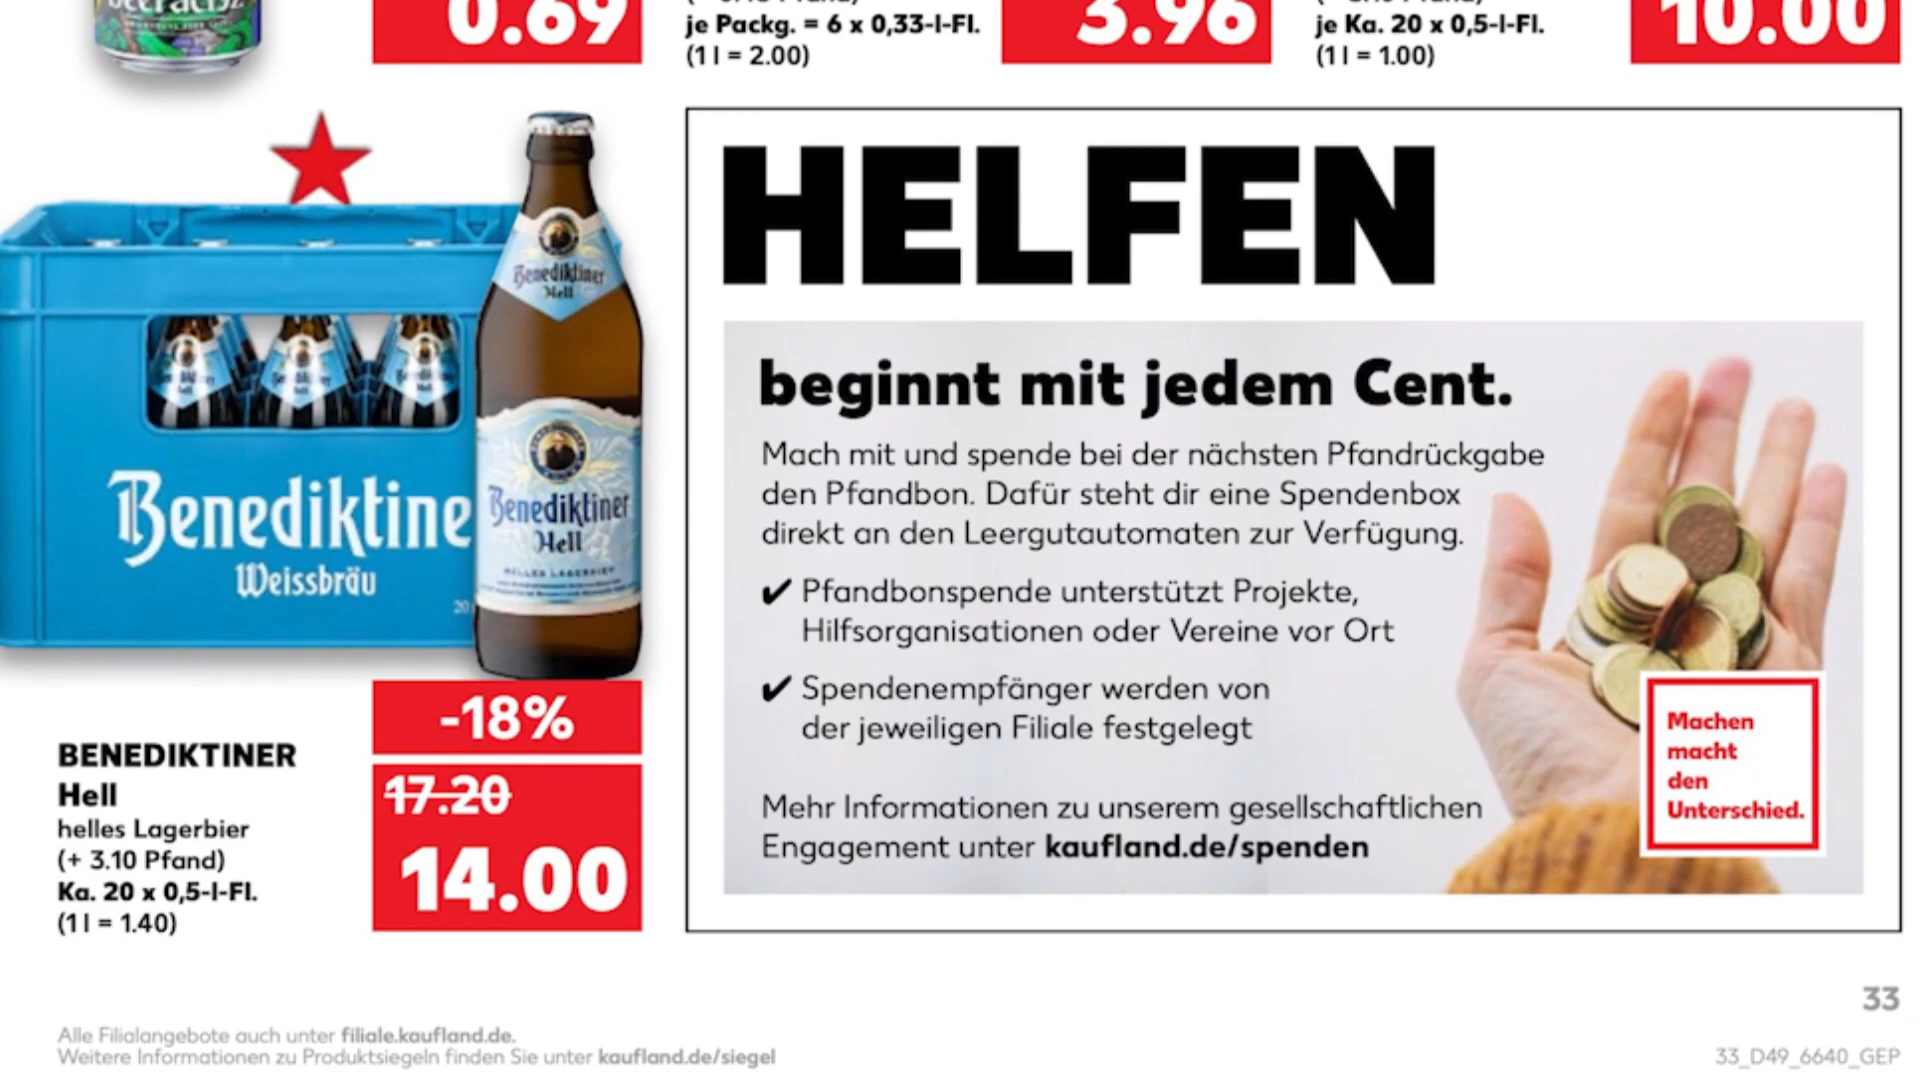 0.69
je Packg. = 6 x 0,33-l-Fl.
(1 l = 2.00)
3.96
je Ka. 20 x 0,5-l-Fl.
(1 l = 1.00)
10.00
Benediktiner
Hell
Benediktine
Weissbräu
20
Benediktiner
Hell
HELLES LAGERBIER
-18%
17.20
14.00
BENEDIKTINER
Hell
helles Lagerbier
(+ 3.10 Pfand)
Ka. 20 x 0,5-l-Fl.
(1 l = 1.40)
HELFEN
beginnt mit jedem Cent.
Mach mit und spende bei der nächsten Pfandrückgabe
den Pfandbon. Dafür steht dir eine Spendenbox
direkt an den Leergutautomaten zur Verfügung.
✔ Pfandbonspende unterstützt Projekte,
Hilfsorganisationen oder Vereine vor Ort
✔ Spendenempfänger werden von
der jeweiligen Filiale festgelegt
Mehr Informationen zu unserem gesellschaftlichen
Engagement unter kaufland.de/spenden
Machen
macht
den
Unterschied.
33
Alle Filialangebote auch unter filiale.kaufland.de.
Weitere Informationen zu Produktsiegeln finden Sie unter kaufland.de/siegel
33_D49_6640_GEP